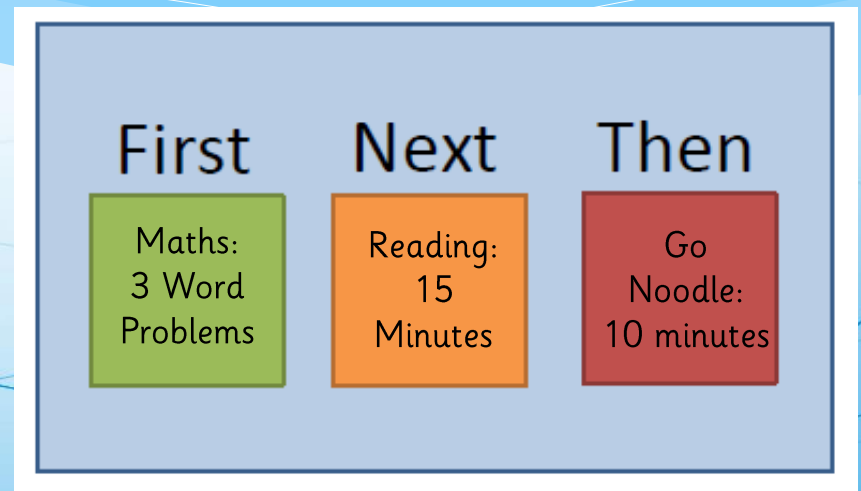 First
Next
Then
Maths:
3 Word
Problems
Reading:
15
Minutes
Go
Noodle:
10 minutes